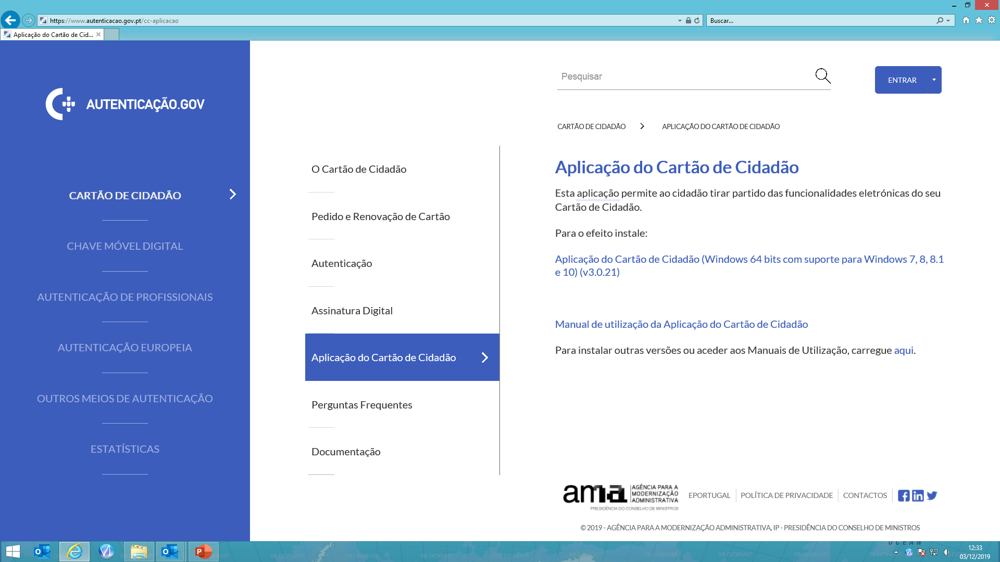 https://www.autenticacao.gov.pt/cc-aplicacao
Buscar...
Aplicação do Cartão de Cid...
Pesquisar
ENTRAR
AUTENTICAÇÃO.GOV
CARTÃO DE CIDADÃO
APLICAÇÃO DO CARTÃO DE CIDADÃO
CARTÃO DE CIDADÃO
CHAVE MÓVEL DIGITAL
AUTENTICAÇÃO DE PROFISSIONAIS
AUTENTICAÇÃO EUROPEIA
OUTROS MEIOS DE AUTENTICAÇÃO
ESTATÍSTICAS
O Cartão de Cidadão
Pedido e Renovação de Cartão
Autenticação
Assinatura Digital
Aplicação do Cartão de Cidadão
Perguntas Frequentes
Documentação
Aplicação do Cartão de Cidadão
Esta aplicação permite ao cidadão tirar partido das funcionalidades eletrónicas do seu
Cartão de Cidadão.
Para o efeito instale:
Aplicação do Cartão de Cidadão (Windows 64 bits com suporte para Windows 7, 8, 8.1
e 10) (v3.0.21)
Manual de utilização da Aplicação do Cartão de Cidadão
Para instalar outras versões ou aceder aos Manuais de Utilização, carregue aqui.
ama
AGÊNCIA PARA A
MODERNIZAÇÃO
ADMINISTRATIVA
PRESIDÊNCIA DO CONSELHO DE MINISTROS
EPORTUGAL
POLÍTICA DE PRIVACIDADE
CONTACTOS
© 2019 - AGÊNCIA PARA A MODERNIZAÇÃO ADMINISTRATIVA, IP - PRESIDÊNCIA DO CONSELHO DE MINISTROS
OCEAN
12:33
03/12/2019